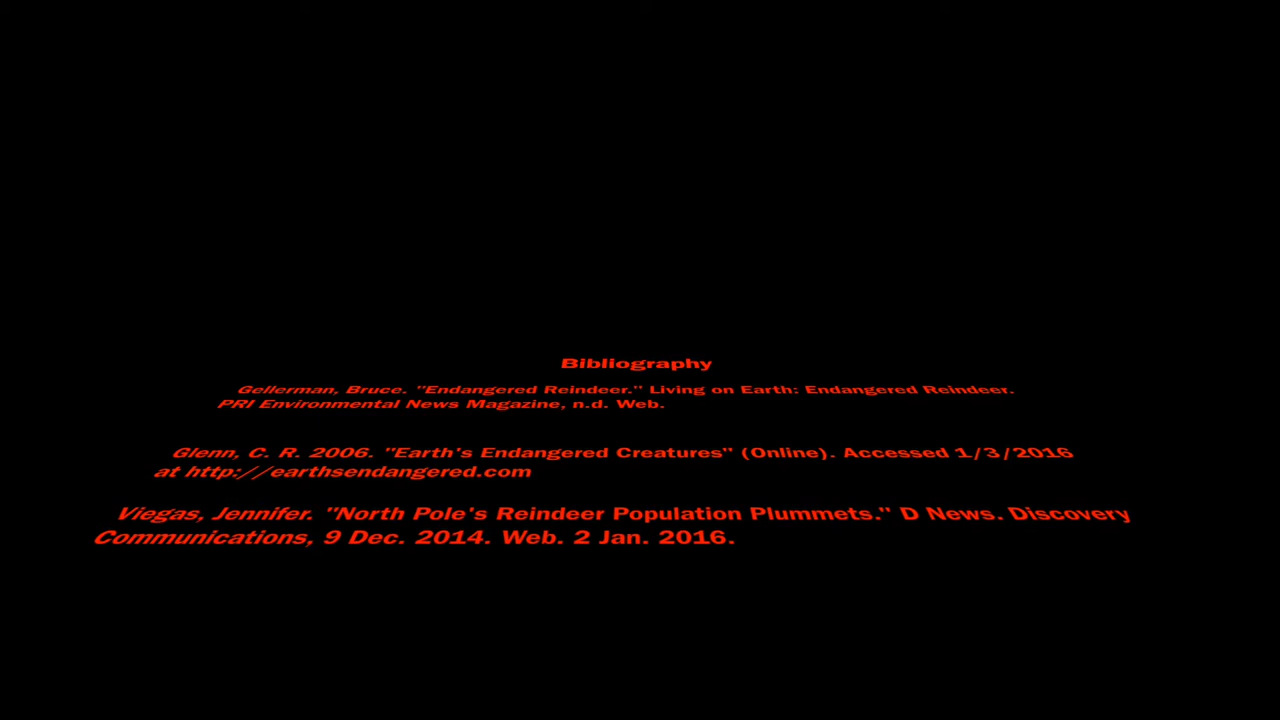 Bibliography
Gellerman, Bruce. "Endangered Reindeer." Living on Earth: Endangered Reindeer.
PRI Environmental News Magazine, n.d. Web.
Glenn, C. R. 2006. "Earth's Endangered Creatures" (Online). Accessed 1/3/2016
at http://earthsendangered.com
Viegas, Jennifer. "North Pole's Reindeer Population Plummets." D News. Discovery
Communications, 9 Dec. 2014. Web. 2 Jan. 2016.